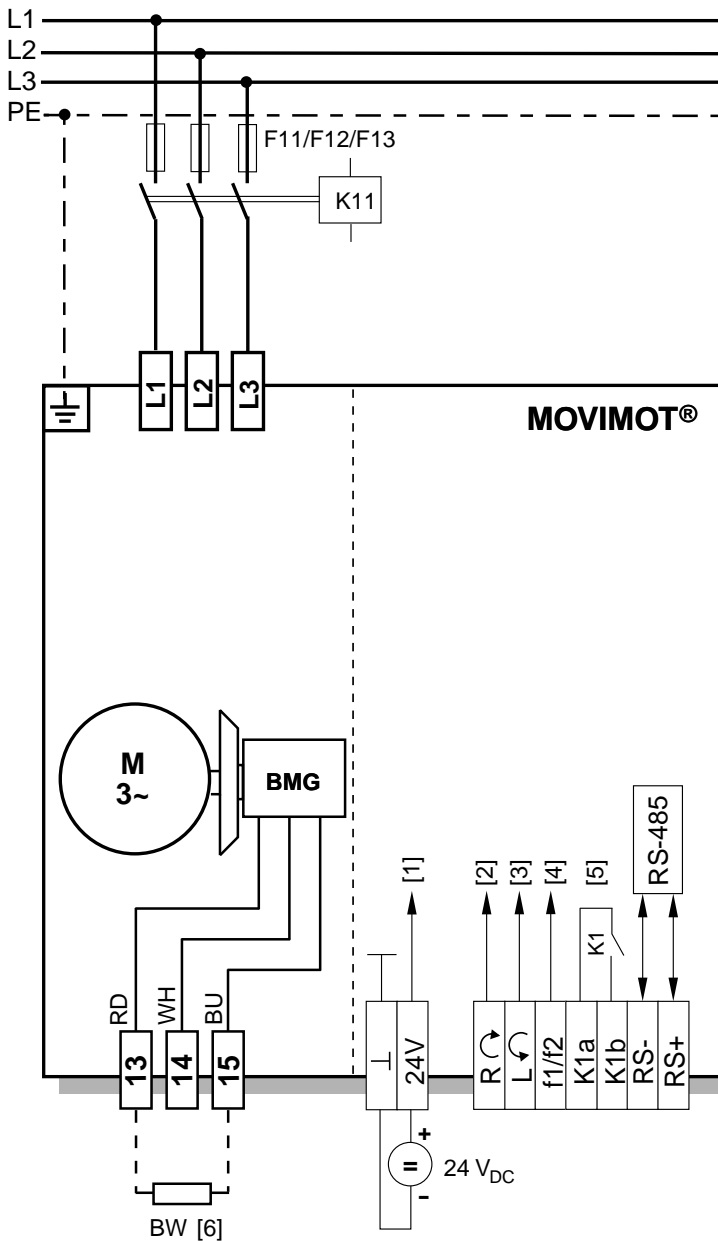 L1
L2
L3
PE
F11/F12/F13
K11
L1
L2
L3
MOVIMOT®
M
3~
BMG
RS-485
[1]
[2]
[3]
[4]
[5]
K1
RD
WH
BU
13
14
15
24V
R
L
f1/f2
K1a
K1b
RS-
RS+
+
=
24 VDC
-
BW [6]